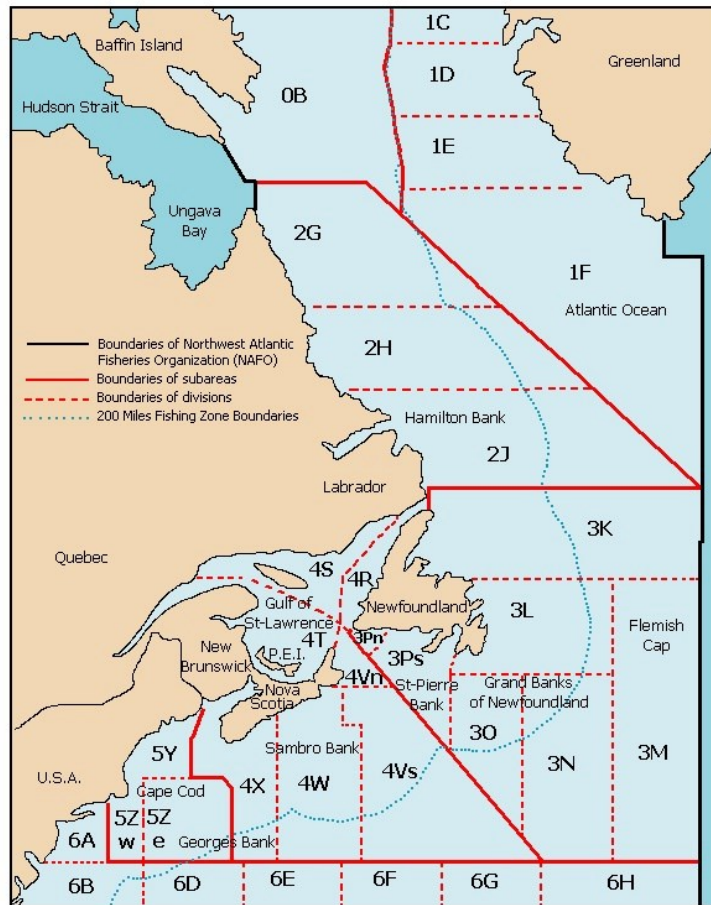 1C
Baffin Island
Greenland
1D
0B
Hudson Strait
1E
Ungava
Bay
2G
1F
Atlantic Ocean
Boundaries of Northwest Atlantic
Fisheries Organization (NAFO)
Boundaries of subareas
Boundaries of divisions
200 Miles Fishing Zone Boundaries
2H
Hamilton Bank
2J
Labrador
3K
Quebec
4S
4R
Gulf of
St-Lawrence
Newfoundland
3L
Flemish
Cap
4T
3Pn
New
Brunswick
P.E.I.
3Ps
4Vn
St-Pierre
Bank
Nova
Scotia
Grand Banks
of Newfoundland
3O
3N
3M
5Y
Sambro Bank
U.S.A.
Cape Cod
4X
4W
4Vs
5Z
w
5Z
e
6A
Georges Bank
6B
6D
6E
6F
6G
6H